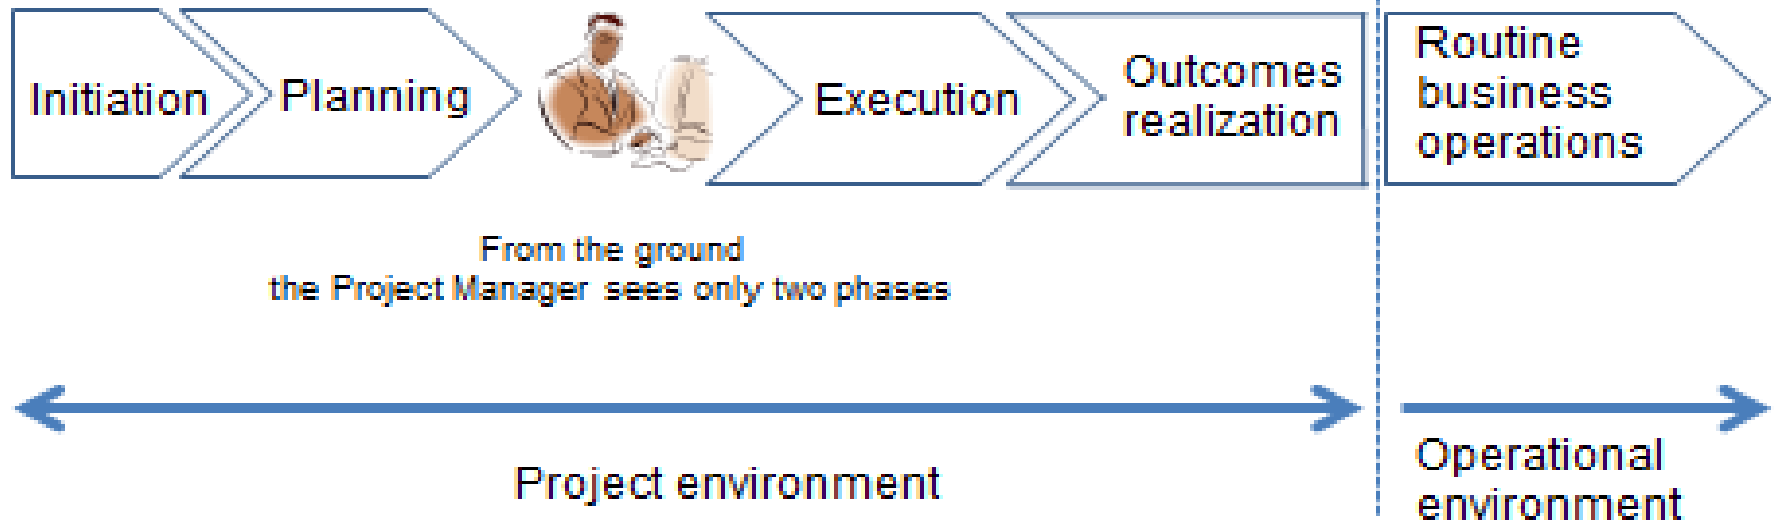 Initiation
Planning
Execution
Outcomes
realization
Routine
business
operations
From the ground
the Project Manager sees only two phases
Project environment
Operational
environment